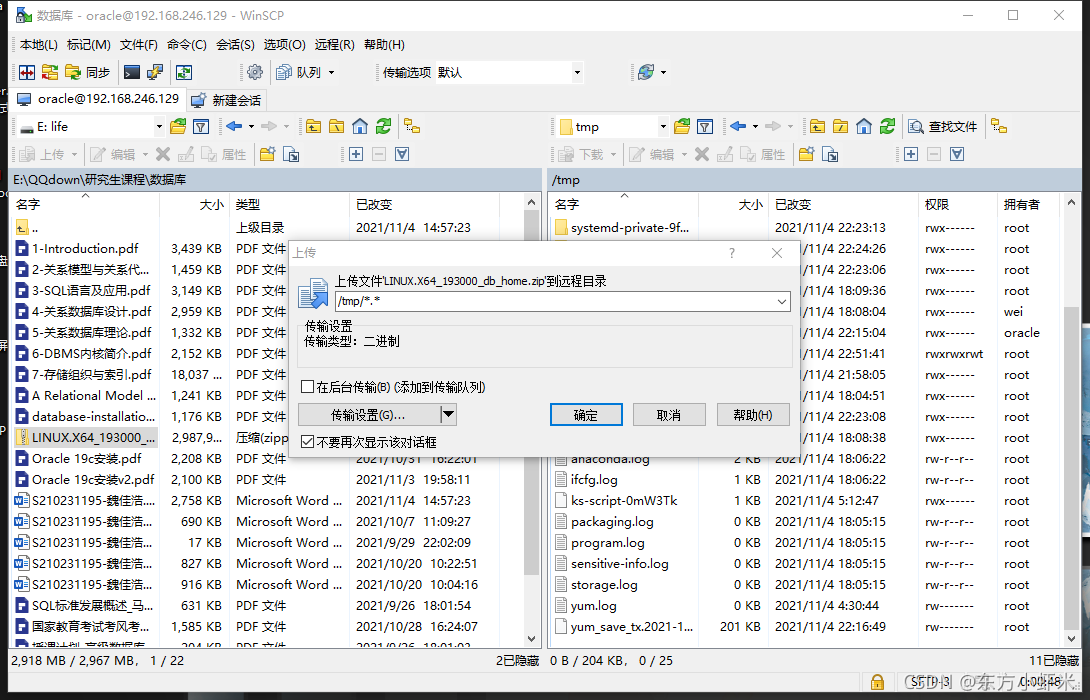 数据库 - oracle@192.168.246.129 - WinSCP
本地(L) 标记(M) 文件(F) 命令(C) 会话(S) 选项(O) 远程(R) 帮助(H)
同步 队列 传输选项 默认
oracle@192.168.246.129 新建会话
E: life tmp 查找文件
上传 编辑 属性 下载 编辑 属性
E:\QQdown\研究生课程\数据库 /tmp
名字 大小 类型 已改变 名字 大小 已改变 权限 拥有者
.. 上级目录 2021/11/4 14:57:23 systemd-private-9f... 2021/11/4 22:23:13 rwx------ root
1-Introduction.pdf 3,439 KB PDF 文件 2021/11/4 22:24:26 rwx------ root
2-关系模型与关系代... 1,459 KB PDF 文件 2021/11/4 22:23:06 rwx------ root
3-SQL语言及应用.pdf 3,149 KB PDF 文件 2021/11/4 18:09:36 rwx------ root
4-关系数据库设计.pdf 2,959 KB PDF 文件 2021/11/4 18:08:04 rwx------ wei
5-关系数据库理论.pdf 1,332 KB PDF 文件 2021/11/4 22:15:04 rwx------ oracle
6-DBMS内核简介.pdf 2,152 KB PDF 文件 2021/11/4 22:51:41 rwxrwxrwt root
7-存储组织与索引.pdf 18,037 ... PDF 文件 2021/11/4 21:58:05 rwx------ root
A Relational Model ... 1,241 KB PDF 文件 2021/11/4 18:04:51 rwx------ root
database-installatio... 1,176 KB PDF 文件 2021/11/4 22:23:08 rwx------ root
LINUX.X64_193000_... 2,987,9... 压缩(zipp 2021/11/4 18:08:38 rwx------ root
Oracle 19c安装.pdf 2,208 KB PDF 文件 2021/10/31 16:22:01 anaconda.log 2 KB 2021/11/4 18:06:22 rw-r--r-- root
Oracle 19c安装v2.pdf 2,100 KB PDF 文件 2021/11/3 19:58:11 ifcfg.log 1 KB 2021/11/4 18:06:22 rw-r--r-- root
S210231195-魏佳浩... 2,758 KB Microsoft Word ... 2021/11/4 14:57:23 ks-script-0mW3Tk 1 KB 2021/11/4 5:12:47 rwx------ root
S210231195-魏佳浩... 690 KB Microsoft Word ... 2021/10/7 11:09:27 packaging.log 0 KB 2021/11/4 18:05:15 rw-r--r-- root
S210231195-魏佳浩... 17 KB Microsoft Word ... 2021/9/29 22:02:09 program.log 0 KB 2021/11/4 18:05:15 rw-r--r-- root
S210231195-魏佳浩... 827 KB Microsoft Word ... 2021/10/20 10:22:51 sensitive-info.log 0 KB 2021/11/4 18:05:15 rw-r--r-- root
S210231195-魏佳浩... 916 KB Microsoft Word ... 2021/10/20 10:04:16 storage.log 0 KB 2021/11/4 18:05:15 rw-r--r-- root
SQL标准发展概述_马... 631 KB PDF 文件 2021/9/26 18:01:54 yum.log 0 KB 2021/11/4 4:30:44 rw------- root
国家教育考试考风考... 1,585 KB PDF 文件 2021/10/28 16:24:07 yum_save_tx.2021-1... 201 KB 2021/11/4 22:16:49 rw------- root
上传
上传文件'LINUX.X64_193000_db_home.zip'到远程目录
/tmp/*.*
传输设置
传输类型：二进制
在后台传输(B) (添加到传输队列)
传输设置(G)... 确定 取消 帮助(H)
不要再次显示该对话框
2,918 MB / 2,967 MB， 1 / 22 2已隐藏 0 B / 204 KB， 0 / 25 11已隐藏
SFTP-3 0:00:48
CSDN @东方小虾米